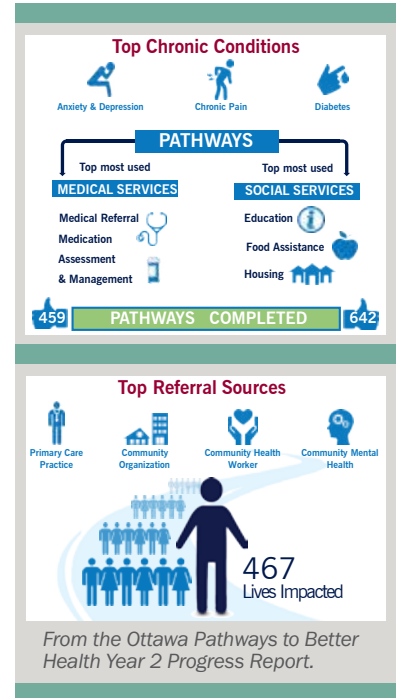 Top Chronic Conditions
Anxiety & Depression
Chronic Pain
Diabetes
PATHWAYS
Top most used
MEDICAL SERVICES
Medical Referral
Medication
Assessment
& Management
Top most used
SOCIAL SERVICES
Education
Food Assistance
Housing
459
PATHWAYS COMPLETED
642
Top Referral Sources
Primary Care
Practice
Community
Organization
Community Health
Worker
Community Mental
Health
467
Lives Impacted
From the Ottawa Pathways to Better
Health Year 2 Progress Report.